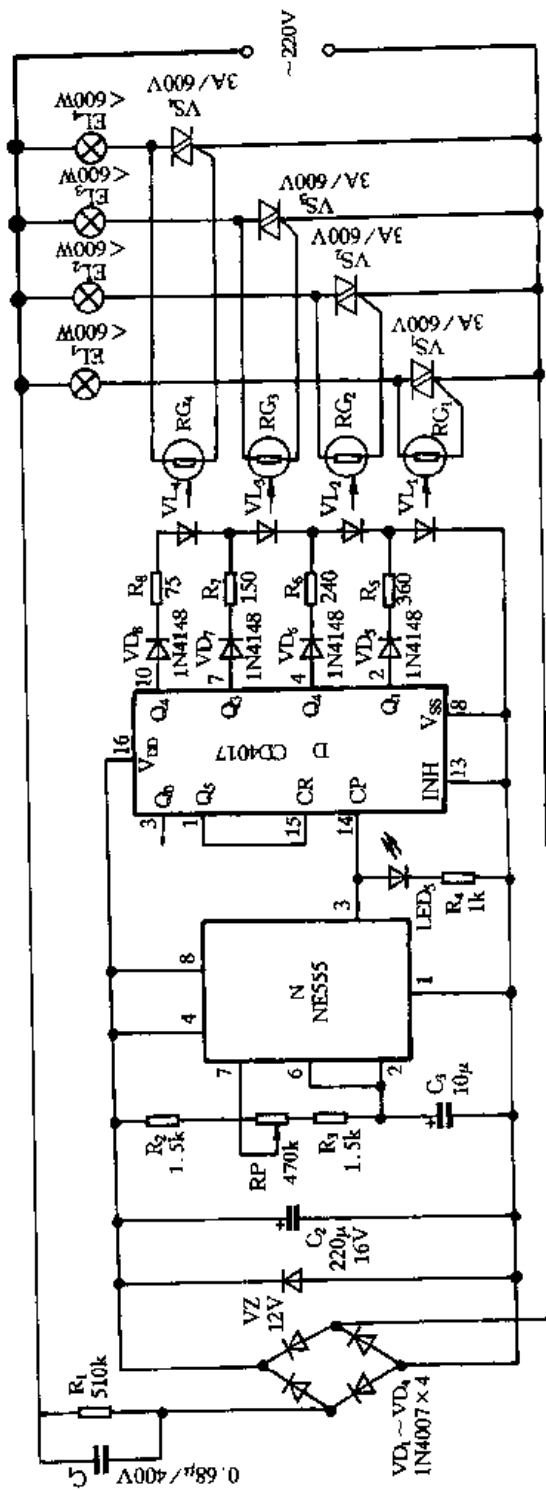 0.68μ/400V
C
R₁
510k
VD₁~VD₄
1N4007×4
VZ
12V
C₂
220μ
16V
R₂
1.5k
RP
470k
R₃
1.5k
C₃
10μ
7
6
2
4
8
N
NE555
1
3
LED₅
R₄
1k
16
V_DD
3
Q₀
1
Q₅
15
CR
14
CP
D
CD4017
INH
13
V_SS
8
10
Q₄
7
Q₃
4
Q₄
2
Q₁
VD₈
1N4148
VD₇
1N4148
VD₆
1N4148
VD₅
1N4148
R₈
75
R₇
150
R₆
240
R₅
360
VL₄
VL₃
VL₂
VL₁
RG₄
RG₃
RG₂
RG₁
EL₁
<600W
EL₂
<600W
EL₃
<600W
EL₄
<600W
VS₁
3A/600V
VS₂
3A/600V
VS₃
3A/600V
VS₄
3A/600V
~220V